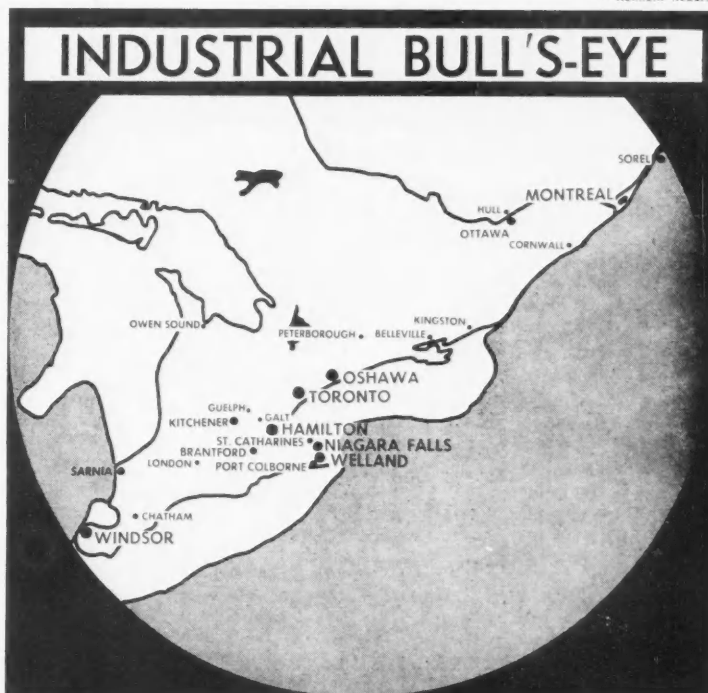 INDUSTRIAL BULL'S-EYE
SOREL
MONTREAL
HULL
OTTAWA
CORNWALL
OWEN SOUND
PETERBOROUGH
BELLEVILLE
KINGSTON
OSHAWA
TORONTO
GUELPH
GALT
KITCHENER
HAMILTON
ST. CATHARINES
NIAGARA FALLS
BRANTFORD
WELLAND
SARNIA
LONDON
PORT COLBORNE
CHATHAM
WINDSOR